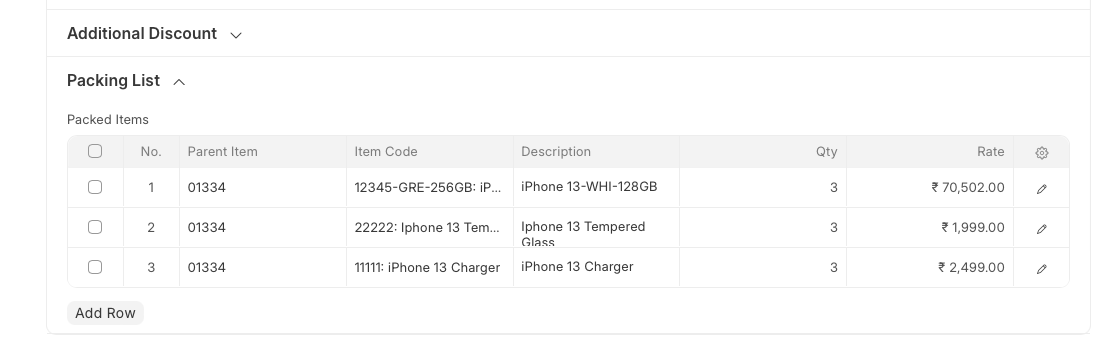 Additional Discount
Packing List
Packed Items
No. Parent Item Item Code Description Qty Rate
1 01334 12345-GRE-256GB: iP... iPhone 13-WHI-128GB 3 ₹ 70,502.00
2 01334 22222: Iphone 13 Tem... Iphone 13 Tempered 3 ₹ 1,999.00
Glass
3 01334 11111: iPhone 13 Charger iPhone 13 Charger 3 ₹ 2,499.00
Add Row